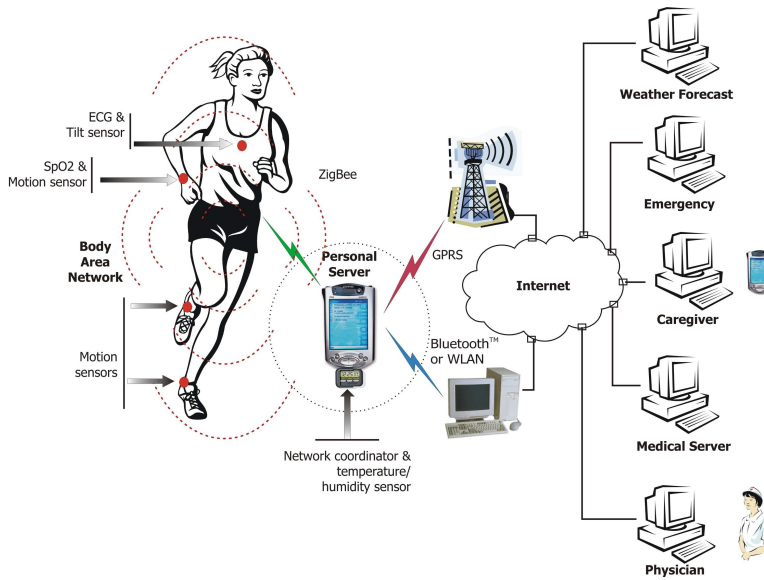 ECG &
Tilt sensor
SpO2 &
Motion sensor
Body
Area
Network
Motion
sensors
ZigBee
Personal
Server
Network coordinator &
temperature/
humidity sensor
GPRS
Bluetooth™
or WLAN
Internet
Weather Forecast
Emergency
Caregiver
Medical Server
Physician